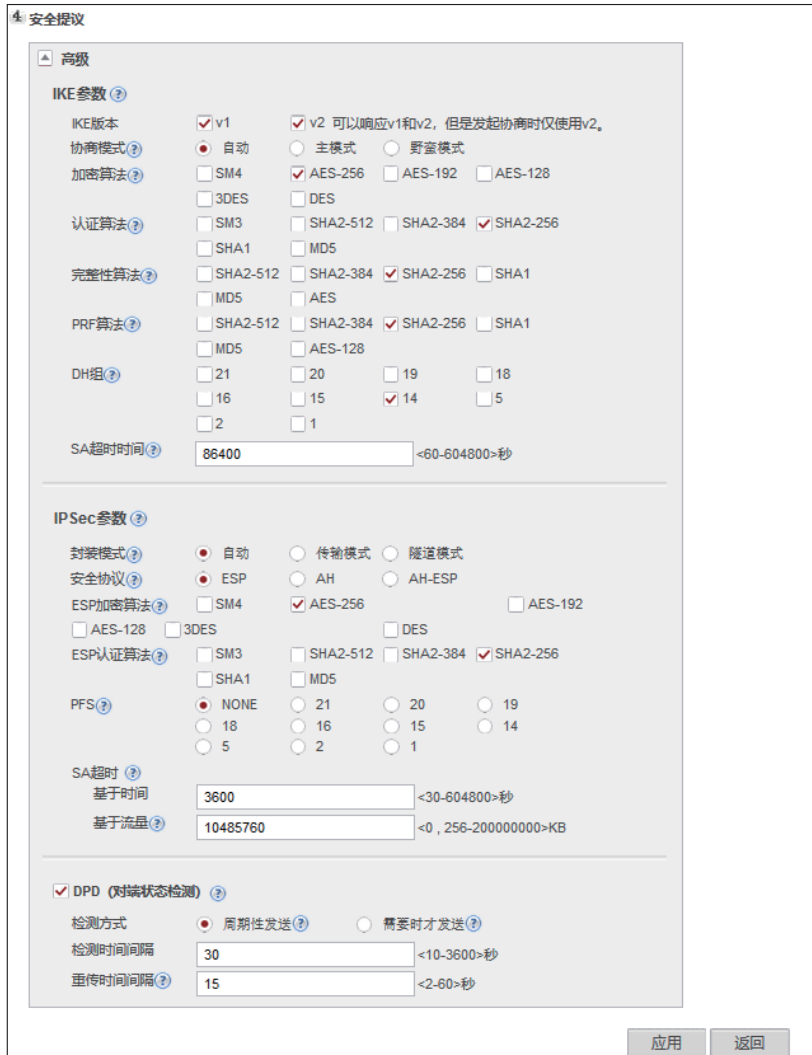 4 安全提议
高级
IKE参数
IKE版本 v1 v2 可以响应v1和v2，但是发起协商时仅使用v2。
协商模式 自动 主模式 野蛮模式
加密算法 SM4 AES-256 AES-192 AES-128
3DES DES
认证算法 SM3 SHA2-512 SHA2-384 SHA2-256
SHA1 MD5
完整性算法 SHA2-512 SHA2-384 SHA2-256 SHA1
MD5 AES
PRF算法 SHA2-512 SHA2-384 SHA2-256 SHA1
MD5 AES-128
DH组 21 20 19 18
16 15 14 5
2 1
SA超时时间 86400 <60-604800>秒
IPSec参数
封装模式 自动 传输模式 隧道模式
安全协议 ESP AH AH-ESP
ESP加密算法 SM4 AES-256 AES-192
AES-128 3DES DES
ESP认证算法 SM3 SHA2-512 SHA2-384 SHA2-256
SHA1 MD5
PFS NONE 21 20 19
18 16 15 14
5 2 1
SA超时
基于时间 3600 <30-604800>秒
基于流量 10485760 <0 , 256-200000000>KB
DPD (对端状态检测)
检测方式 周期性发送 需要时才发送
检测时间间隔 30 <10-3600>秒
重传时间间隔 15 <2-60>秒
应用 返回